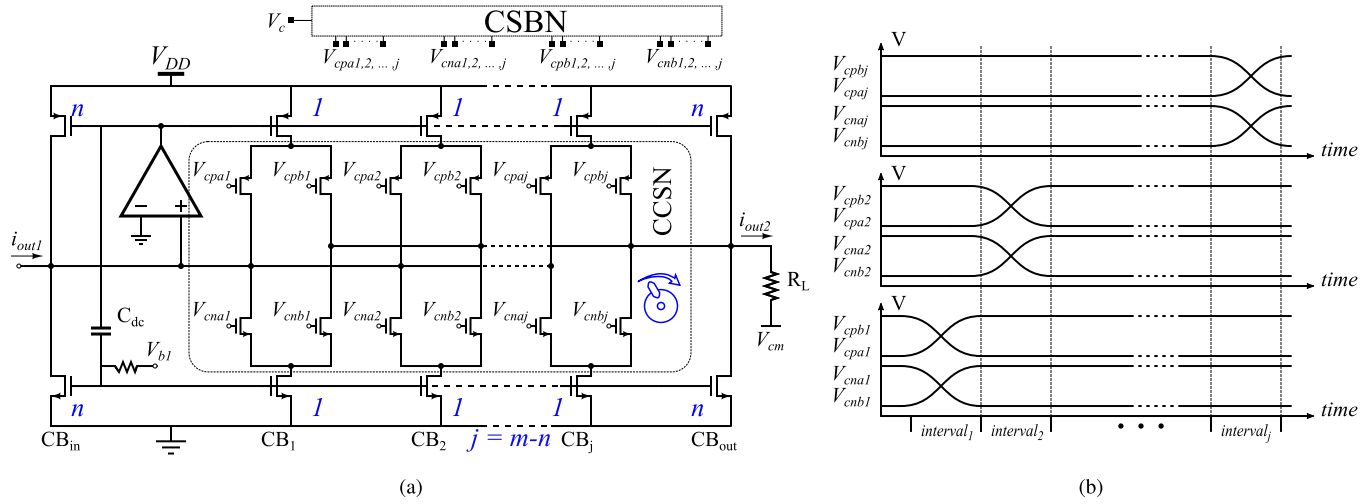 V_c CSBN
V_cpa1,2, ... ,j V_cna1,2, ... ,j V_cpb1,2, ... ,j V_cnb1,2, ... ,j
V_DD
n 1 1 1 n
V_cpa1 V_cpb1 V_cpa2 V_cpb2 V_cpaj V_cpbj
CCSN
− +
i_out1 i_out2
R_L
V_cm
C_dc
V_b1
V_cna1 V_cnb1 V_cna2 V_cnb2 V_cnaj V_cnbj
n 1 1 1 n
CB_in CB_1 CB_2 j = m-n CB_j CB_out
(a)
V
V_cpbj
V_cpaj
V_cnaj
V_cnbj
time
V
V_cpb2
V_cpa2
V_cna2
V_cnb2
time
V
V_cpb1
V_cpa1
V_cna1
V_cnb1
time
interval_1 interval_2 • • • interval_j
(b)